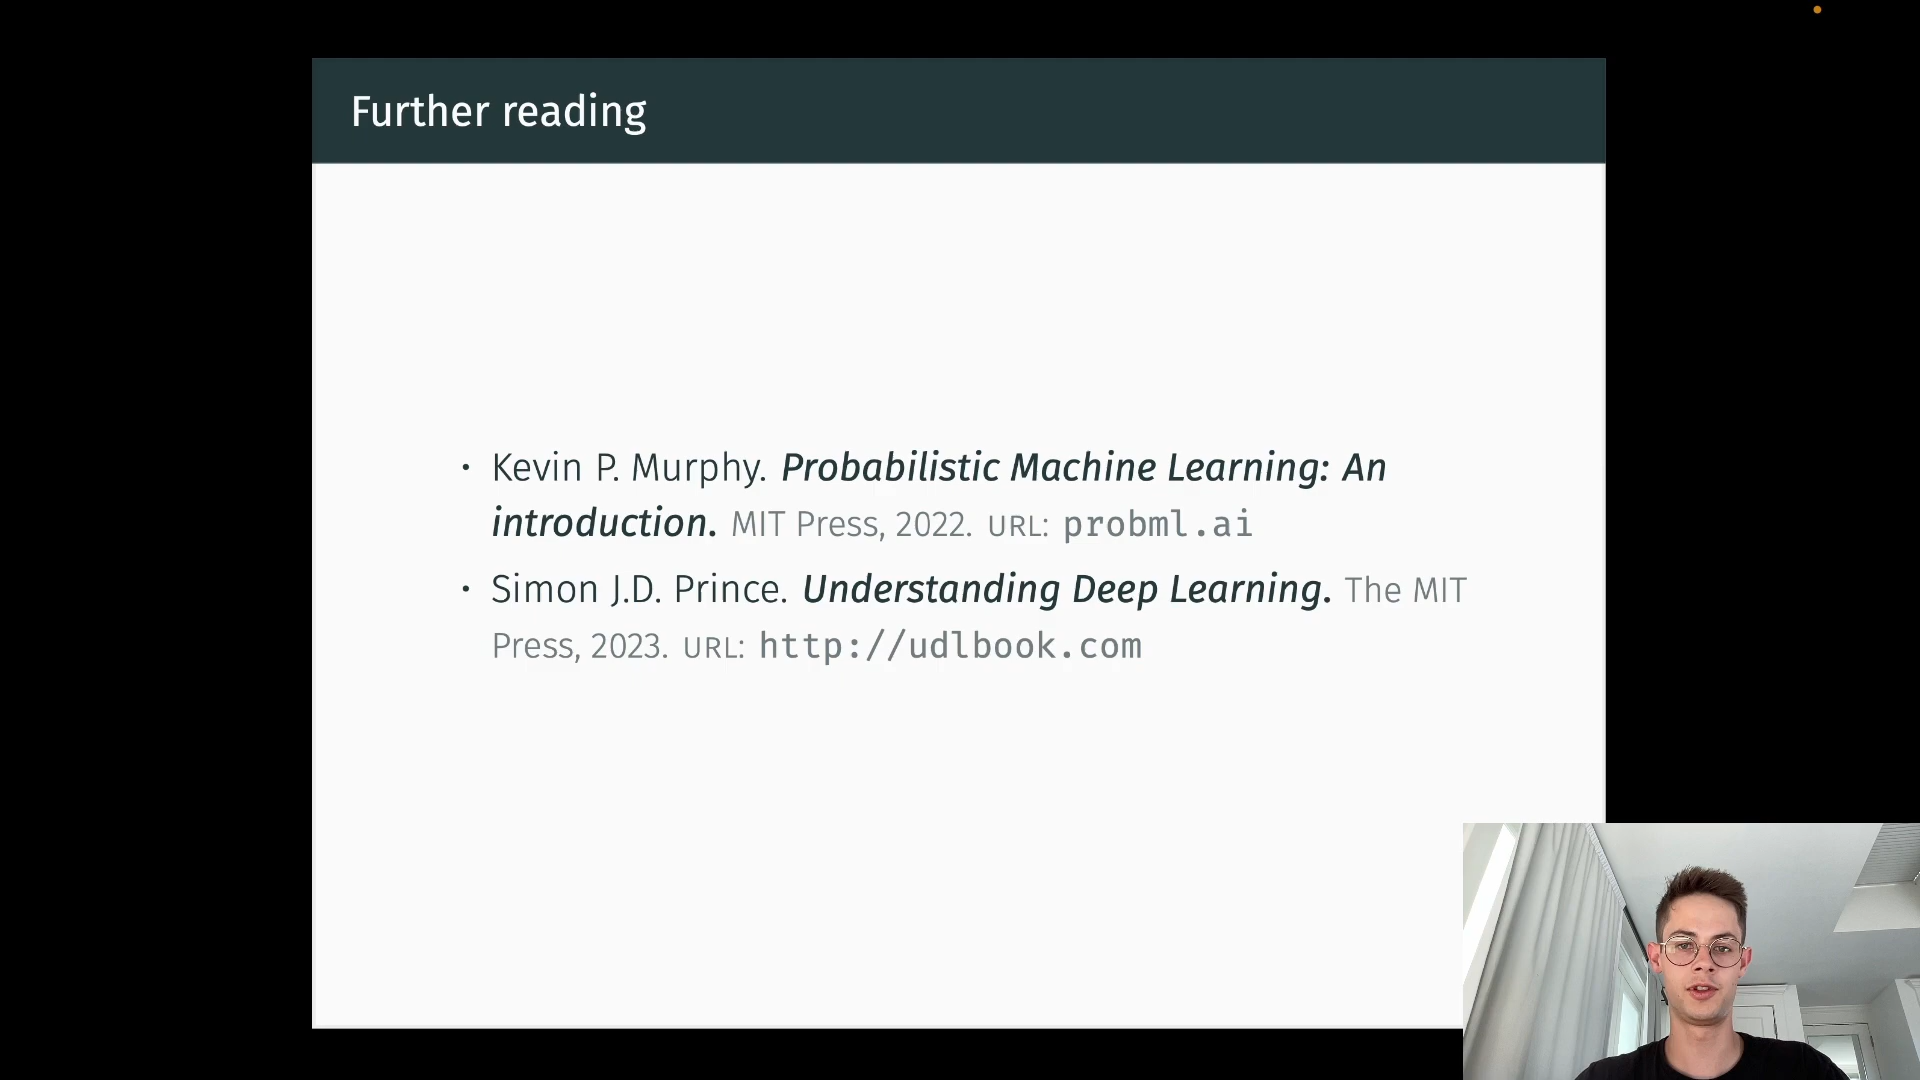 Further reading
• Kevin P. Murphy. Probabilistic Machine Learning: An
introduction. MIT Press, 2022. URL: probml.ai
• Simon J.D. Prince. Understanding Deep Learning. The MIT
Press, 2023. URL: http://udlbook.com